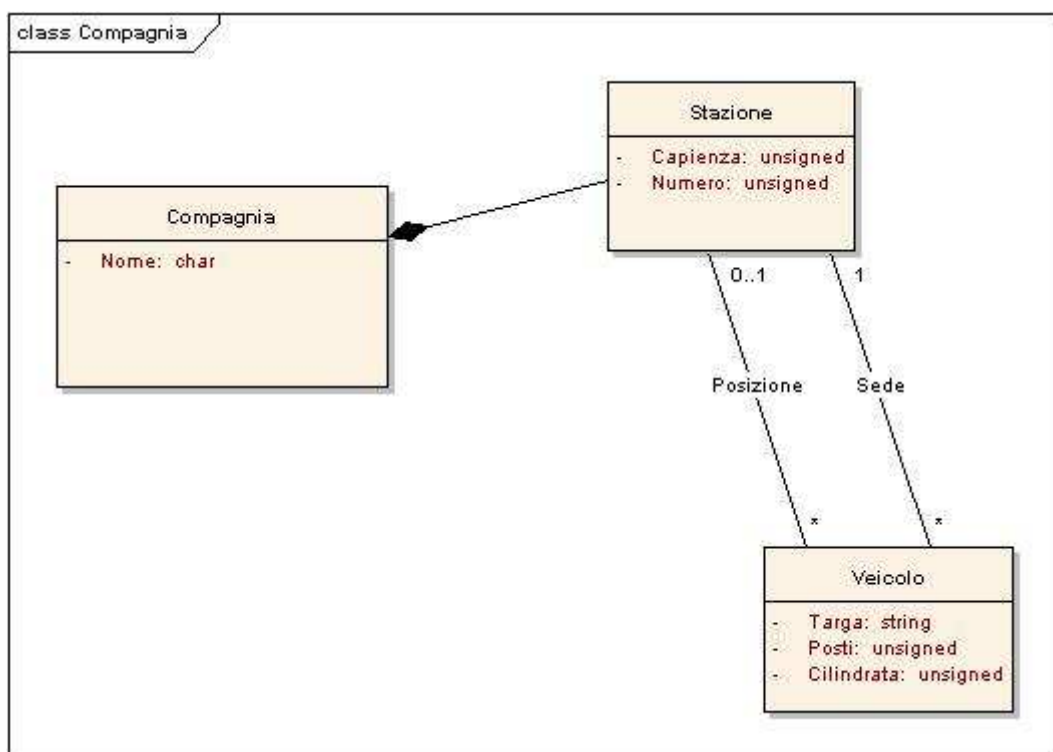 class Compagnia
Stazione
- Capienza: unsigned
- Numero: unsigned
Compagnia
- Nome: char
0..1
1
Posizione
Sede
*
*
Veicolo
- Targa: string
- Posti: unsigned
- Cilindrata: unsigned